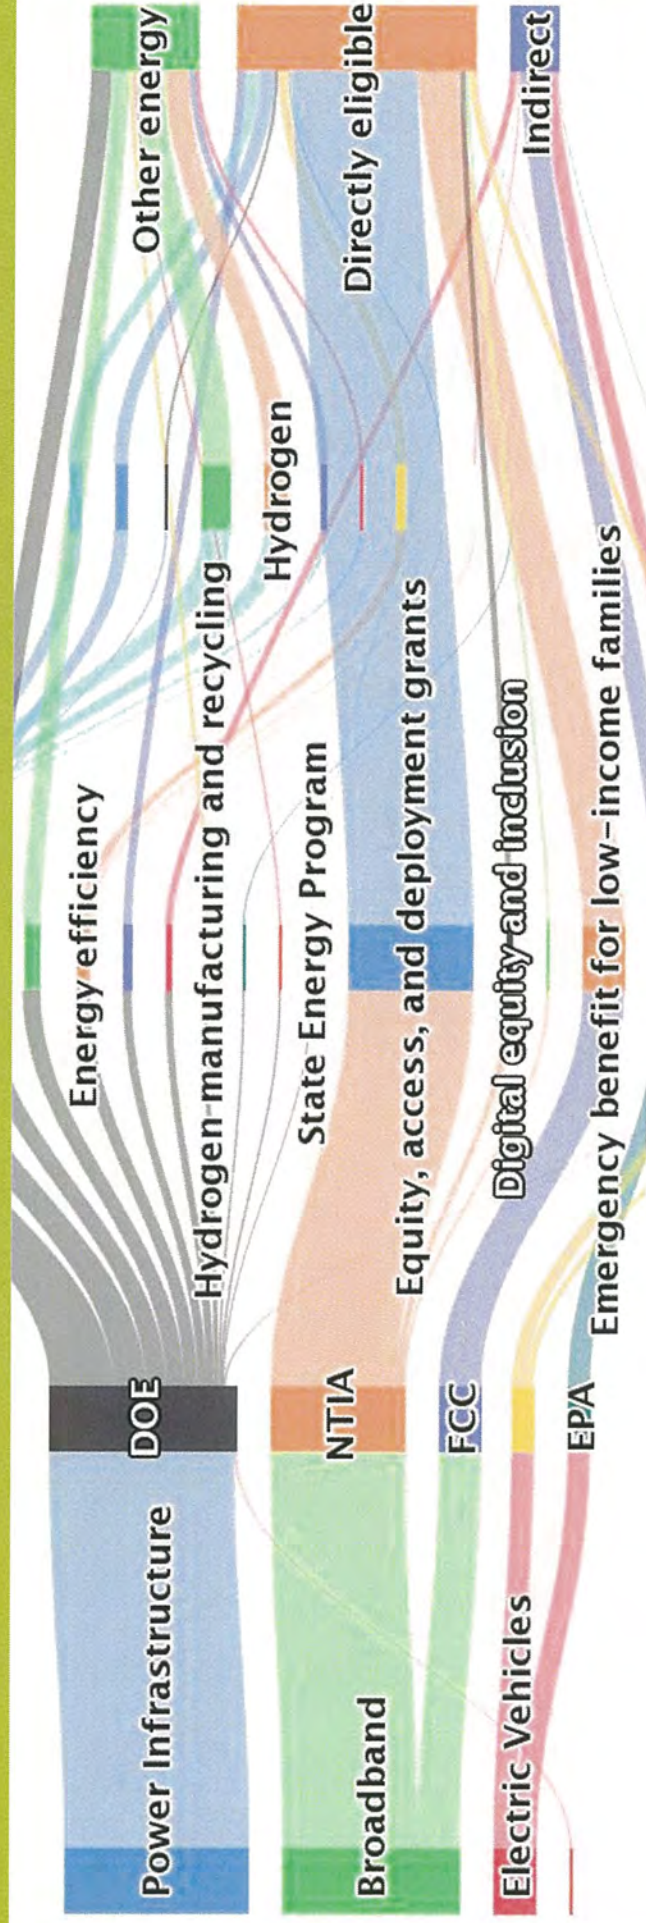 Power Infrastructure
Broadband
Electric Vehicles
DOE
NTIA
FCC
EPA
Energy efficiency
Hydrogen-manufacturing and recycling
State Energy Program
Equity, access, and deployment grants
Digital equity and inclusion
Emergency benefit for low-income families
Hydrogen
Other energy
Directly eligible
Indirect